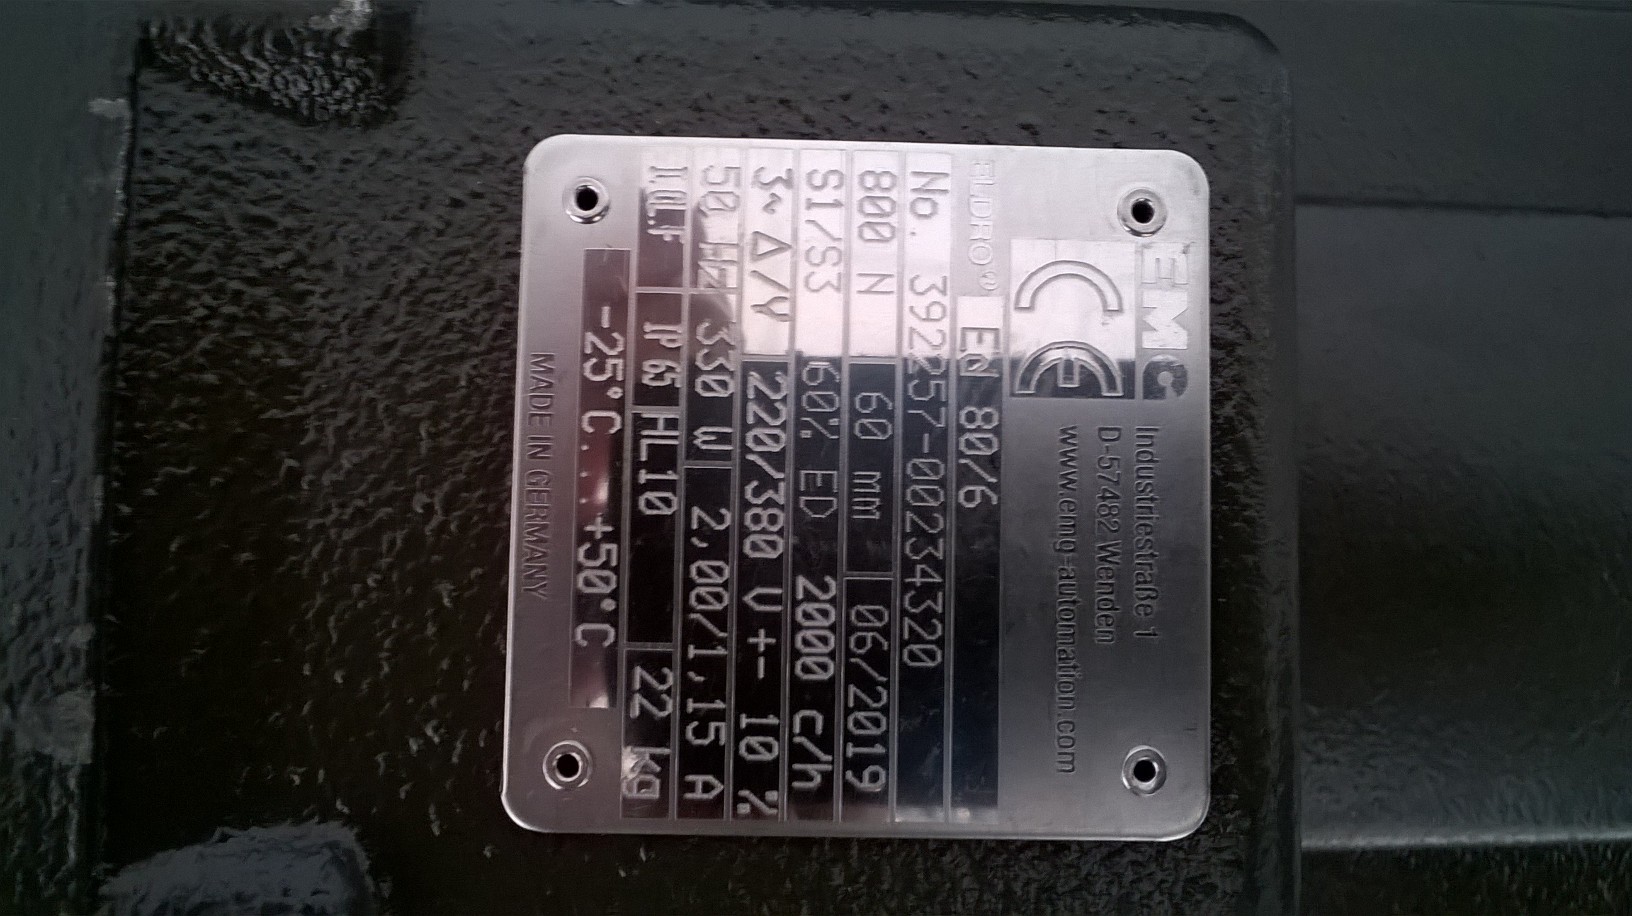 EMG
Industriestraße 1
D-57482 Wenden
www.emg-automation.com
CE
ELDRO® Ed 80/6
No. 392257-00234320
800 N 60 mm 06/2019
S1/S3 60% ED 2000 c/h
3~ Δ/Y 220/380 V +- 10 %
50 Hz 330 W 2,00/1,15 A
I.Cl.F IP 65 HL10 22 kg
-25°C...+50°C
MADE IN GERMANY